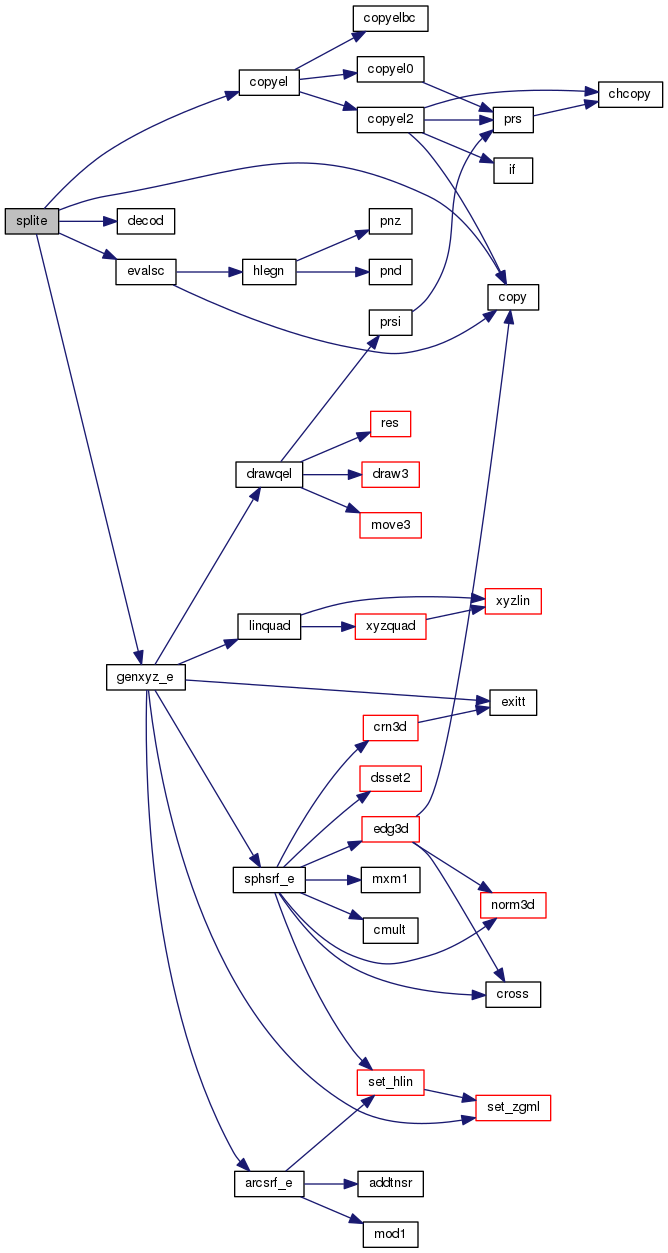 copyelbc
copyel
copyel0
copyel2
chcopy
prs
if
splite
decod
evalsc
hlegn
pnz
pnd
copy
prsi
drawqel
res
draw3
move3
linquad
xyzquad
xyzlin
genxyz_e
exitt
crn3d
dsset2
edg3d
sphsrf_e
mxm1
norm3d
cmult
cross
set_hlin
set_zgml
arcsrf_e
addtnsr
mod1